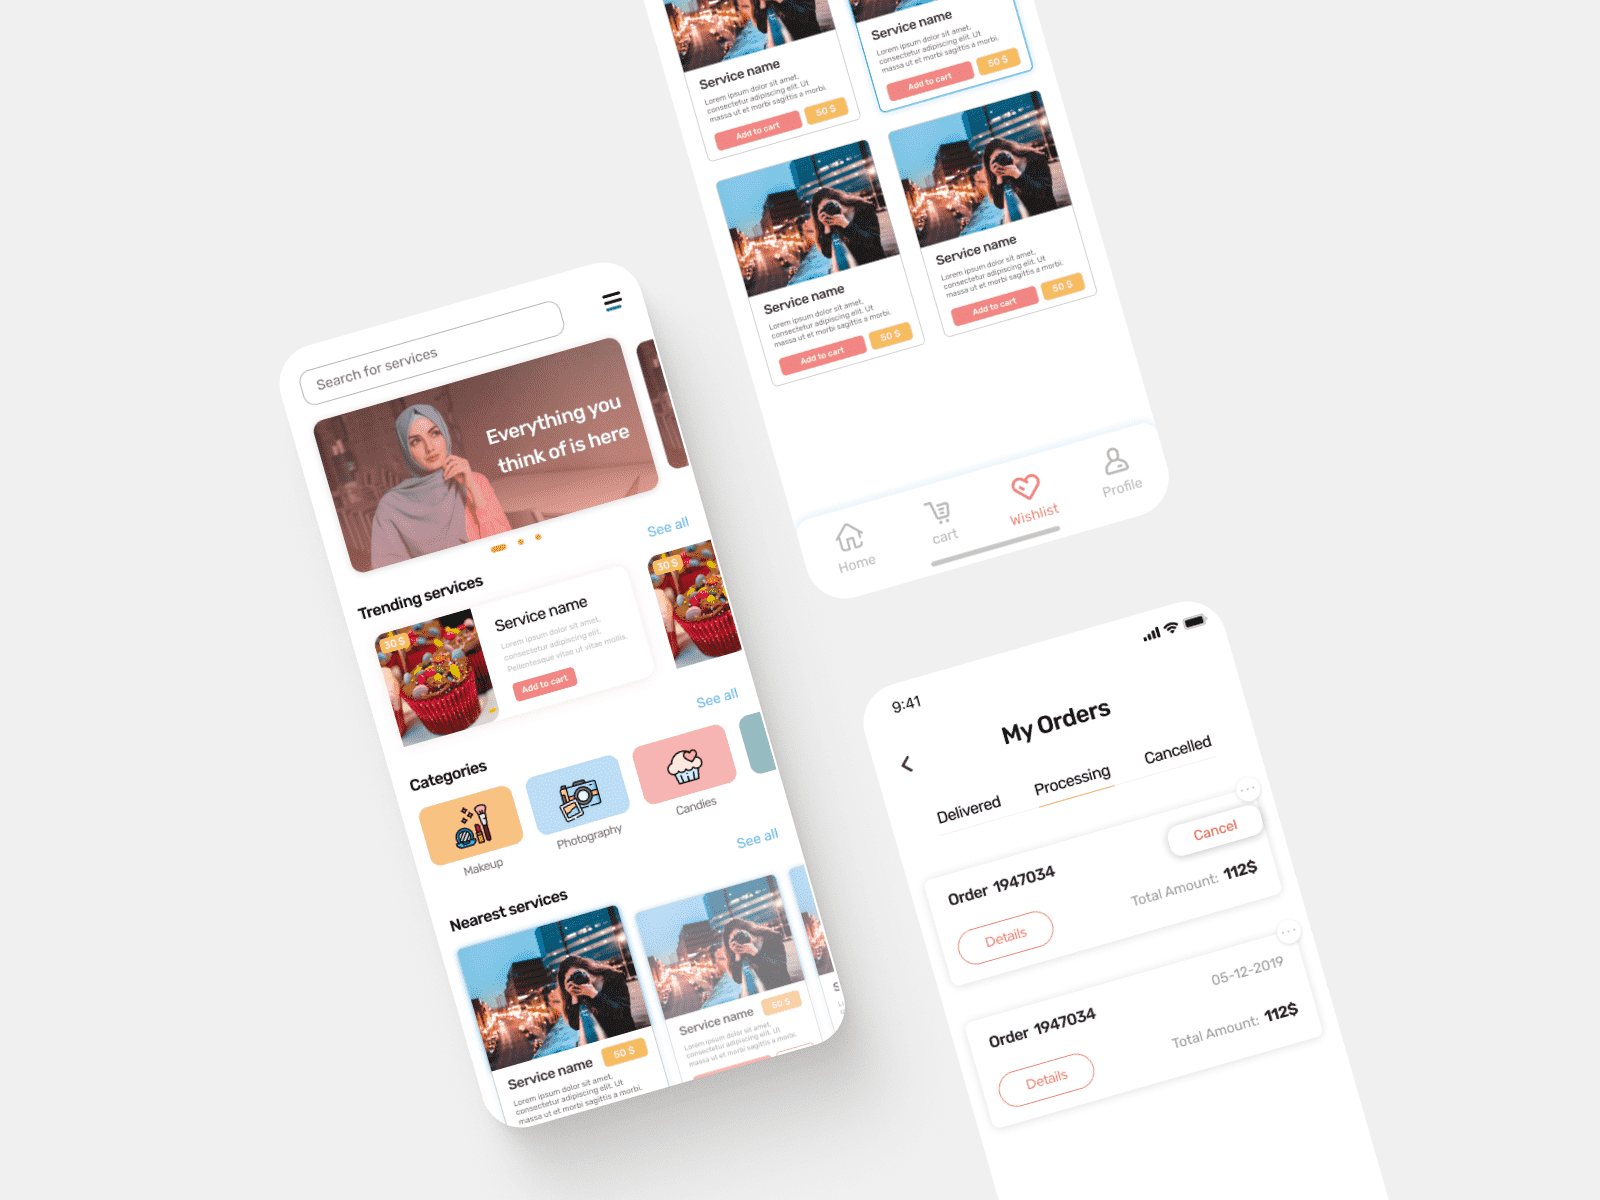 Search for services
Everything you
think of is here
See all
Trending services
30 $
Service name
Lorem ipsum dolor sit amet,
consectetur adipiscing elit.
Pellentesque vitae ut vitae mollis.
Add to cart
30 $
See all
Categories
Makeup
Photography
Candies
See all
Nearest services
Service name
50 $
Lorem ipsum dolor sit amet,
consectetur adipiscing elit. Ut
massa ut et morbi sagittis a morbi.
Service name
50 $
Lorem ipsum dolor sit amet,
consectetur adipiscing elit. Ut
massa ut et morbi sagittis a morbi.
S
Service name
Lorem ipsum dolor sit amet,
consectetur adipiscing elit. Ut
massa ut et morbi sagittis a morbi.
Add to cart
50 $
Service name
Lorem ipsum dolor sit amet,
consectetur adipiscing elit. Ut
massa ut et morbi sagittis a morbi.
Add to cart
50 $
Service name
Lorem ipsum dolor sit amet,
consectetur adipiscing elit. Ut
massa ut et morbi sagittis a morbi.
Add to cart
50 $
Service name
Lorem ipsum dolor sit amet,
consectetur adipiscing elit. Ut
massa ut et morbi sagittis a morbi.
Add to cart
50 $
Home
cart
Wishlist
Profile
9:41
My Orders
Delivered
Processing
Cancelled
Cancel
Order 1947034
Total Amount: 112$
Details
05-12-2019
Order 1947034
Total Amount: 112$
Details